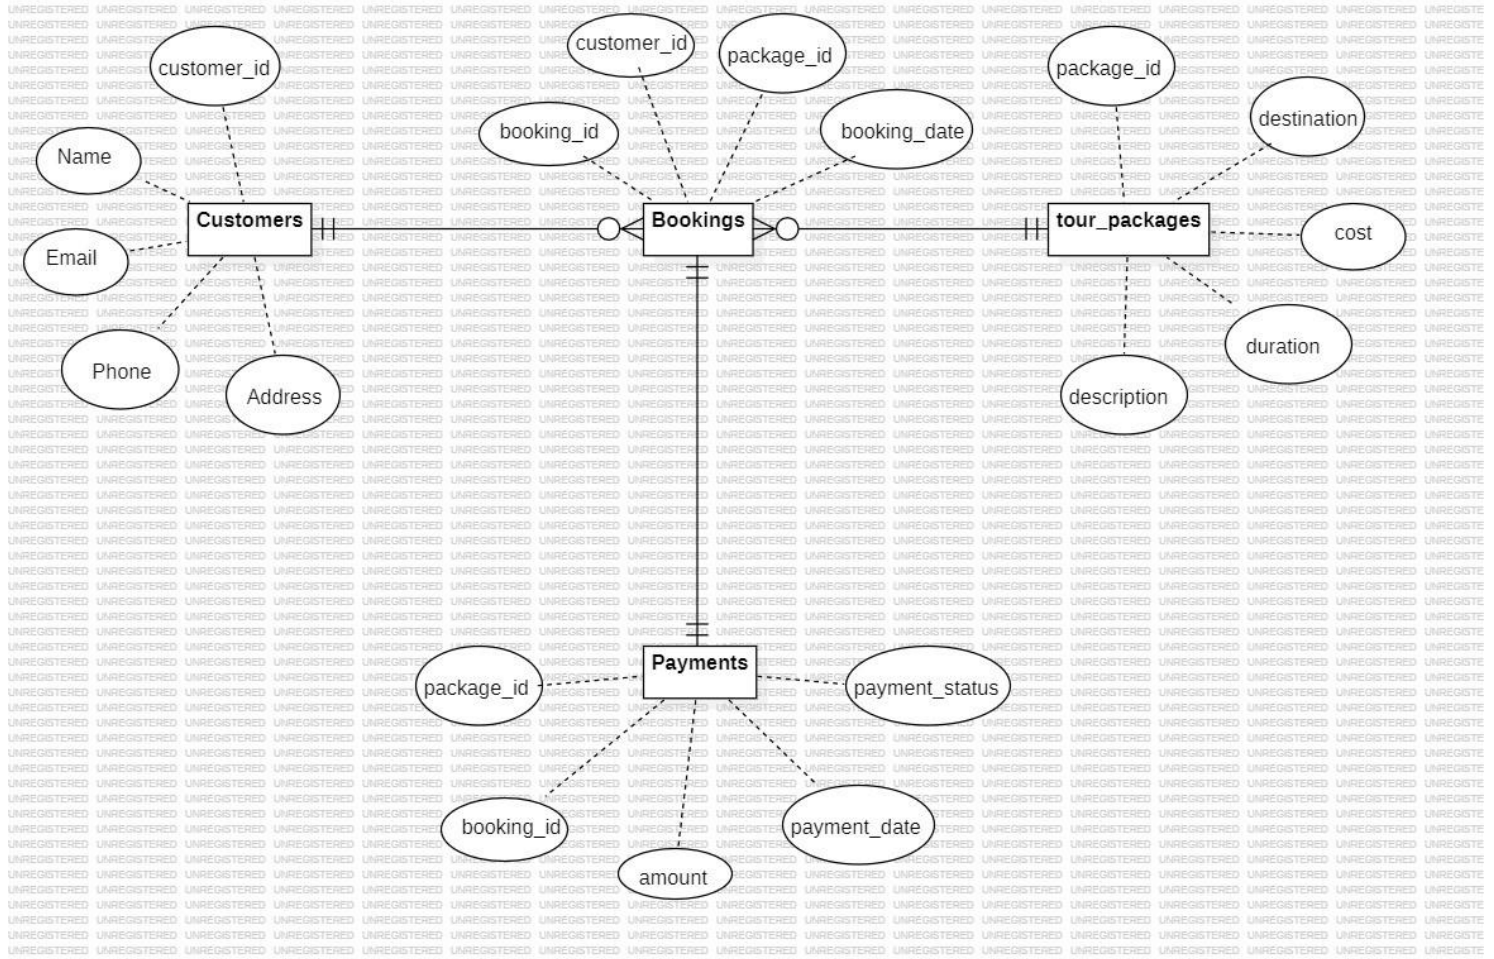 customer_id
Name
Email
Phone
Address
Customers
customer_id
package_id
booking_id
booking_date
Bookings
package_id
destination
tour_packages
cost
duration
description
Payments
package_id
payment_status
booking_id
payment_date
amount
UNREGISTERED